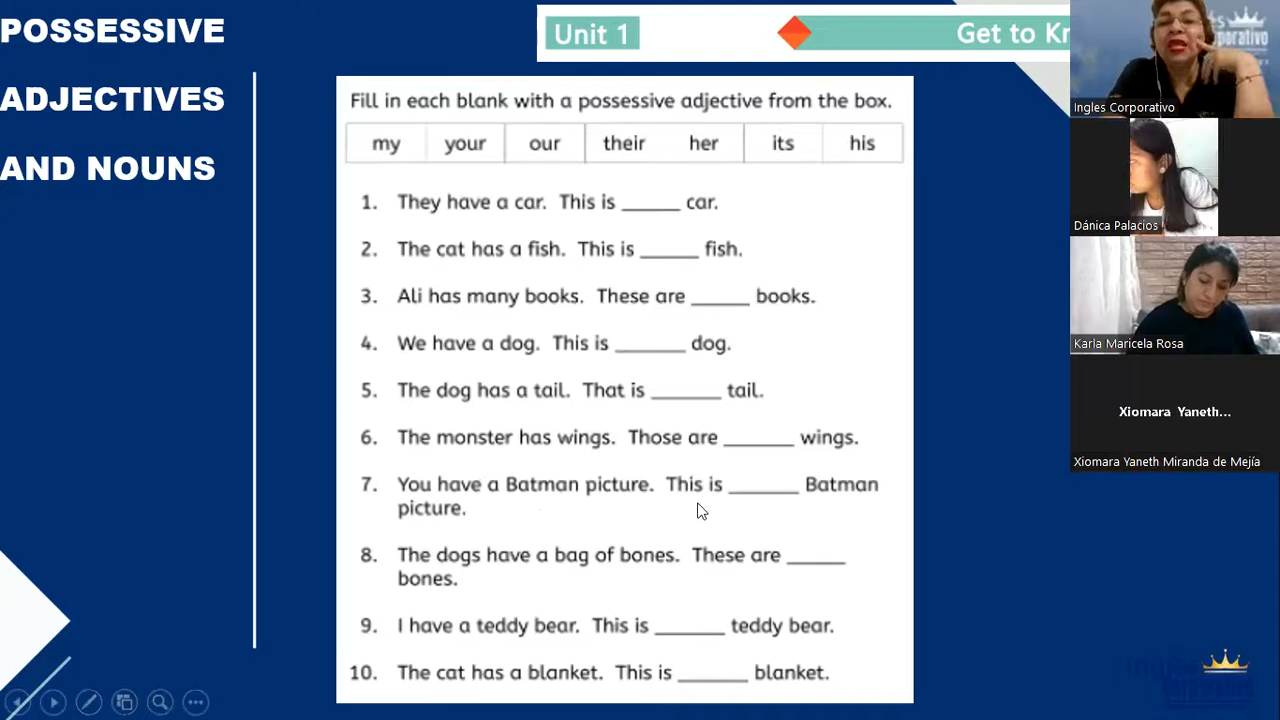 POSSESSIVE
ADJECTIVES
AND NOUNS
Unit 1
Get to Kn
Fill in each blank with a possessive adjective from the box.
my your our their her its his
1. They have a car. This is ______ car.
2. The cat has a fish. This is ______ fish.
3. Ali has many books. These are ______ books.
4. We have a dog. This is _______ dog.
5. The dog has a tail. That is _______ tail.
6. The monster has wings. Those are _______ wings.
7. You have a Batman picture. This is _______ Batman
picture.
8. The dogs have a bag of bones. These are ______
bones.
9. I have a teddy bear. This is _______ teddy bear.
10. The cat has a blanket. This is _______ blanket.
Ingles Corporativo
Dánica Palacios
Karla Maricela Rosa
Xiomara Yaneth...
Xiomara Yaneth Miranda de Mejía